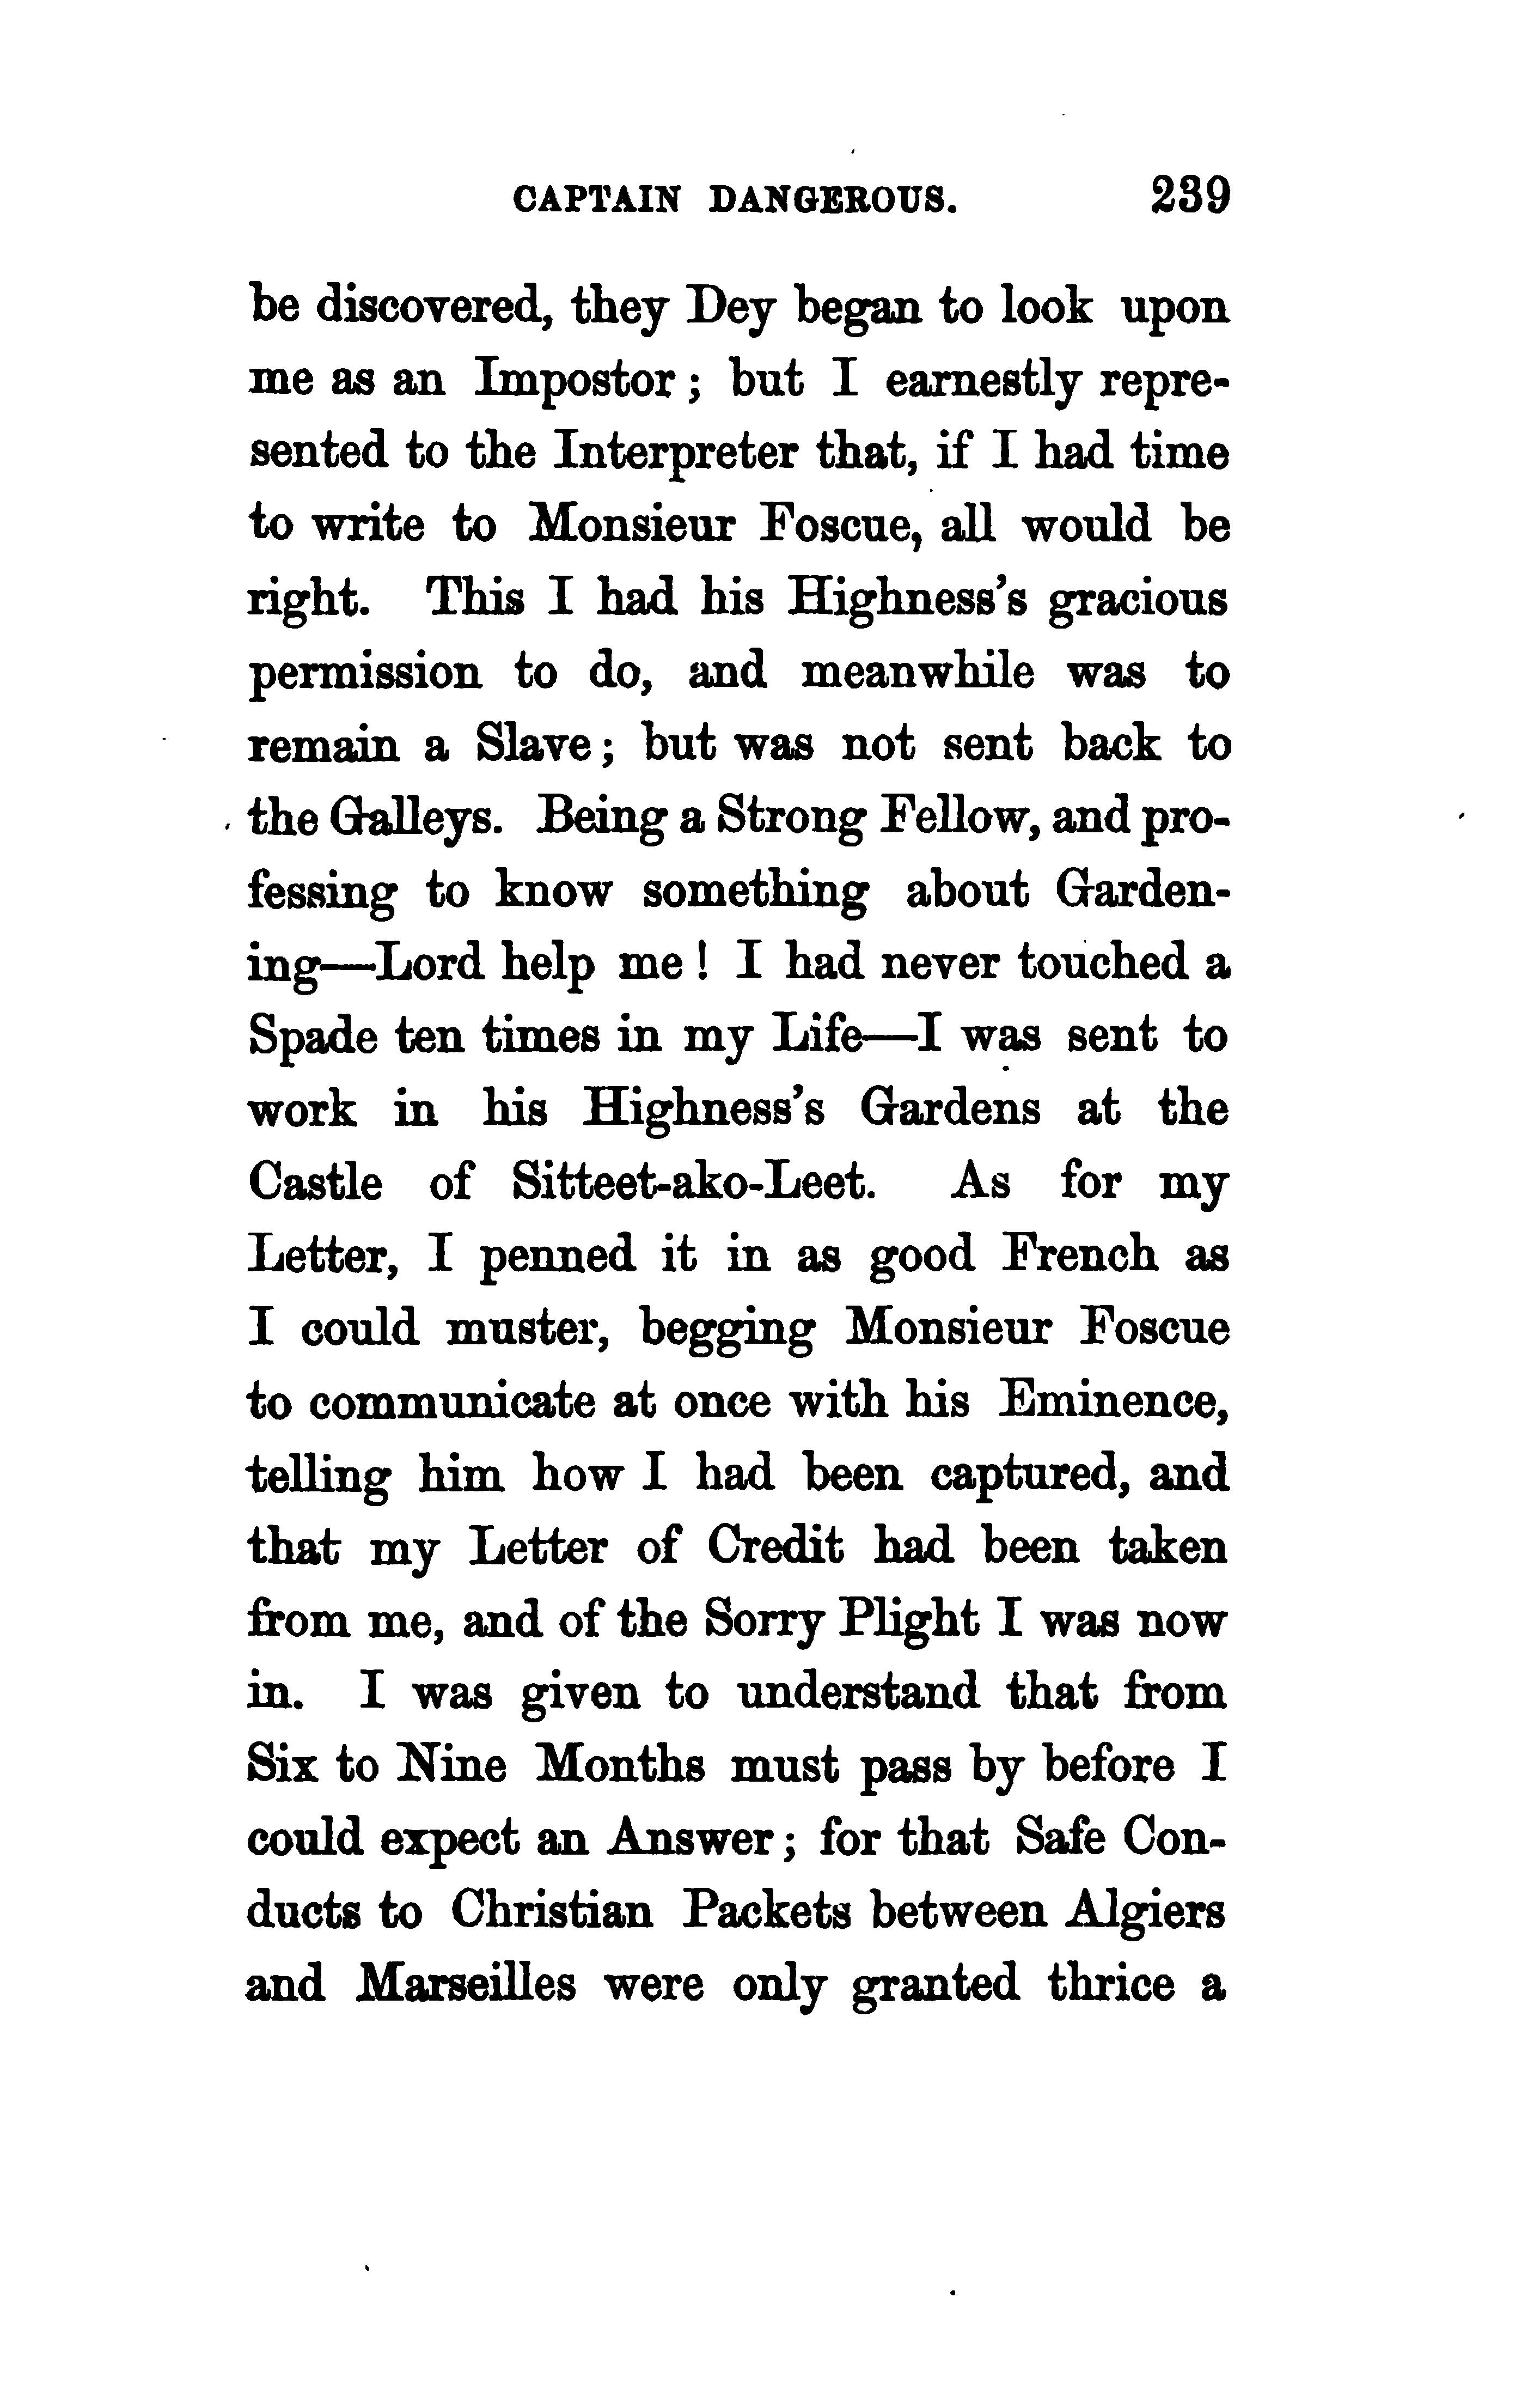 CAPTAIN DANGEROUS. 239
be discovered, they Dey began to look upon
me as an Impostor; but I earnestly repre-
sented to the Interpreter that, if I had time
to write to Monsieur Foscue, all would be
right. This I had his Highness's gracious
permission to do, and meanwhile was to
remain a Slave; but was not sent back to
the Galleys. Being a Strong Fellow, and pro-
fessing to know something about Garden-
ing—Lord help me! I had never touched a
Spade ten times in my Life—I was sent to
work in his Highness's Gardens at the
Castle of Sitteet-ako-Leet. As for my
Letter, I penned it in as good French as
I could muster, begging Monsieur Foscue
to communicate at once with his Eminence,
telling him how I had been captured, and
that my Letter of Credit had been taken
from me, and of the Sorry Plight I was now
in. I was given to understand that from
Six to Nine Months must pass by before I
could expect an Answer; for that Safe Con-
ducts to Christian Packets between Algiers
and Marseilles were only granted thrice a